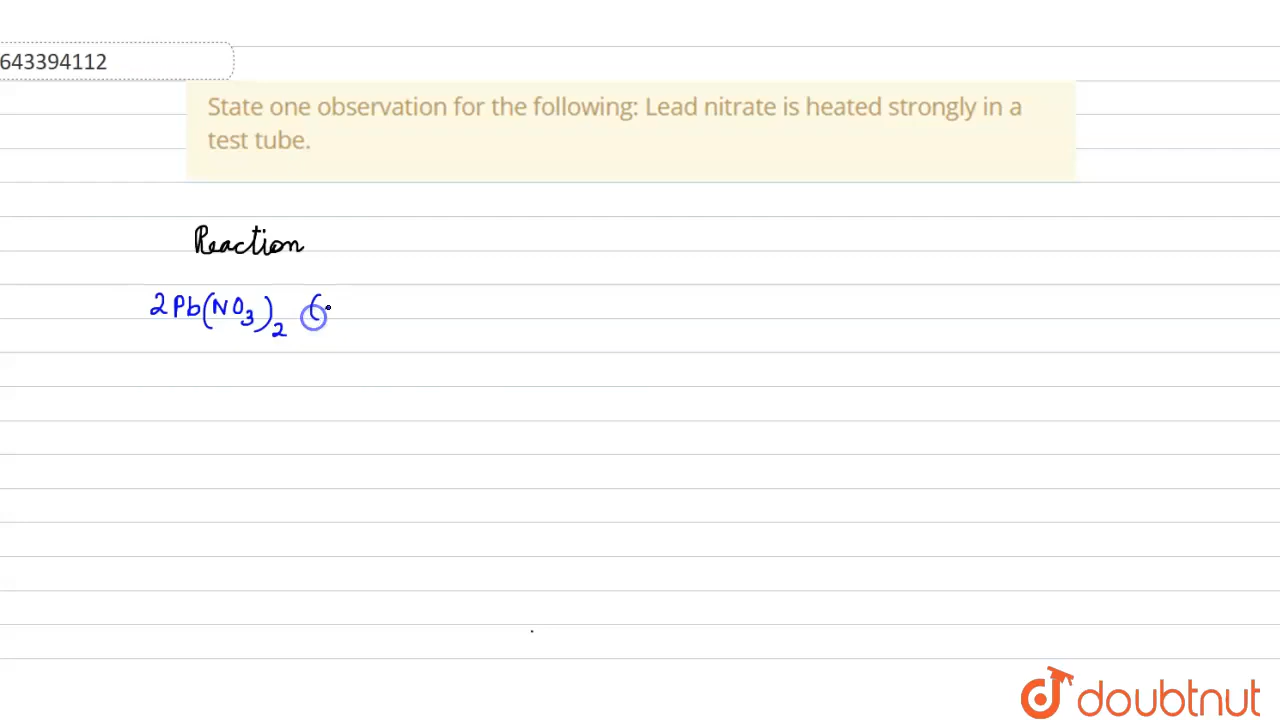 643394112
State one observation for the following: Lead nitrate is heated strongly in a
test tube.
Reaction
2Pb(NO3)2 (
doubtnut